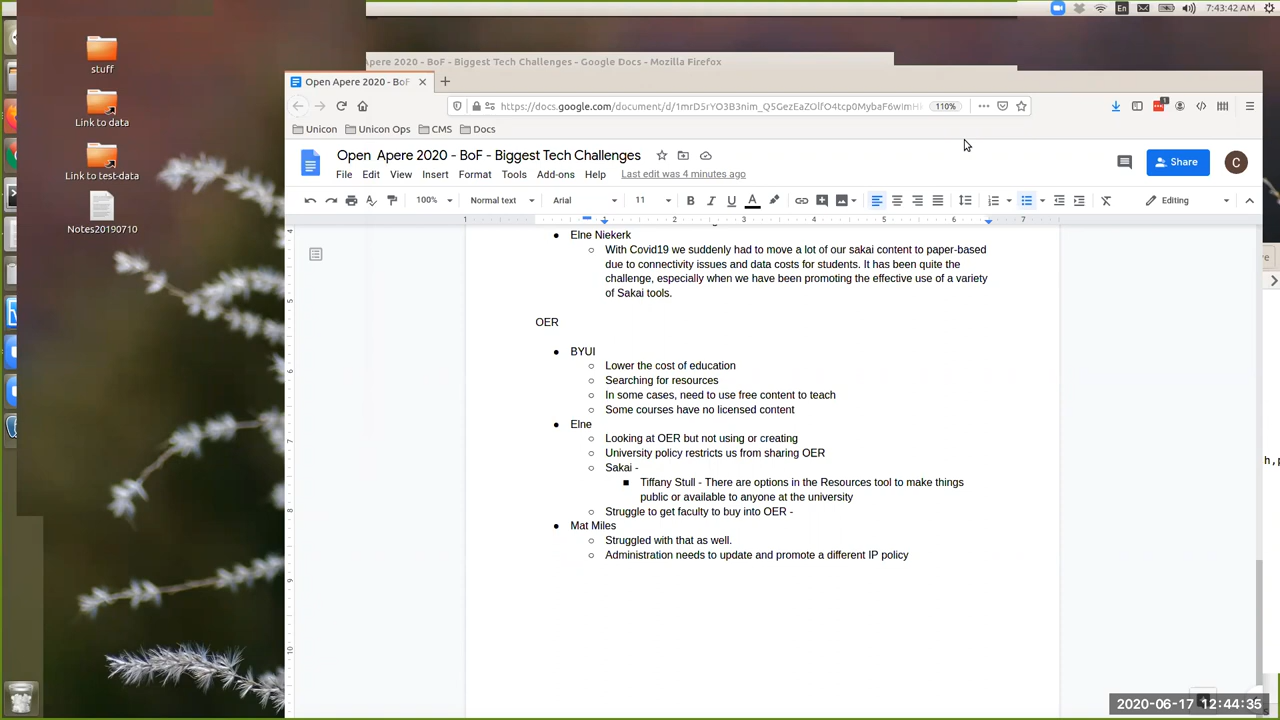 En
7:43:42 AM
stuff
Link to data
Link to test-data
Notes20190710
Apere 2020 - BoF - Biggest Tech Challenges - Google Docs - Mozilla Firefox
Open Apere 2020 - BoF
110%
Unicon
Unicon Ops
CMS
Docs
Open Apere 2020 - BoF - Biggest Tech Challenges
Share
C
File Edit View Insert Format Tools Add-ons Help Last edit was 4 minutes ago
100% Normal text Arial 11 B I U A Editing
1 2 3 4 5 6 7
• Elne Niekerk
○ With Covid19 we suddenly had to move a lot of our sakai content to paper-based
due to connectivity issues and data costs for students. It has been quite the
challenge, especially when we have been promoting the effective use of a variety
of Sakai tools.
OER
• BYUI
○ Lower the cost of education
○ Searching for resources
○ In some cases, need to use free content to teach
○ Some courses have no licensed content
• Elne
○ Looking at OER but not using or creating
○ University policy restricts us from sharing OER
○ Sakai -
■ Tiffany Stull - There are options in the Resources tool to make things
public or available to anyone at the university
○ Struggle to get faculty to buy into OER -
• Mat Miles
○ Struggled with that as well.
○ Administration needs to update and promote a different IP policy
2020-06-17 12:44:35